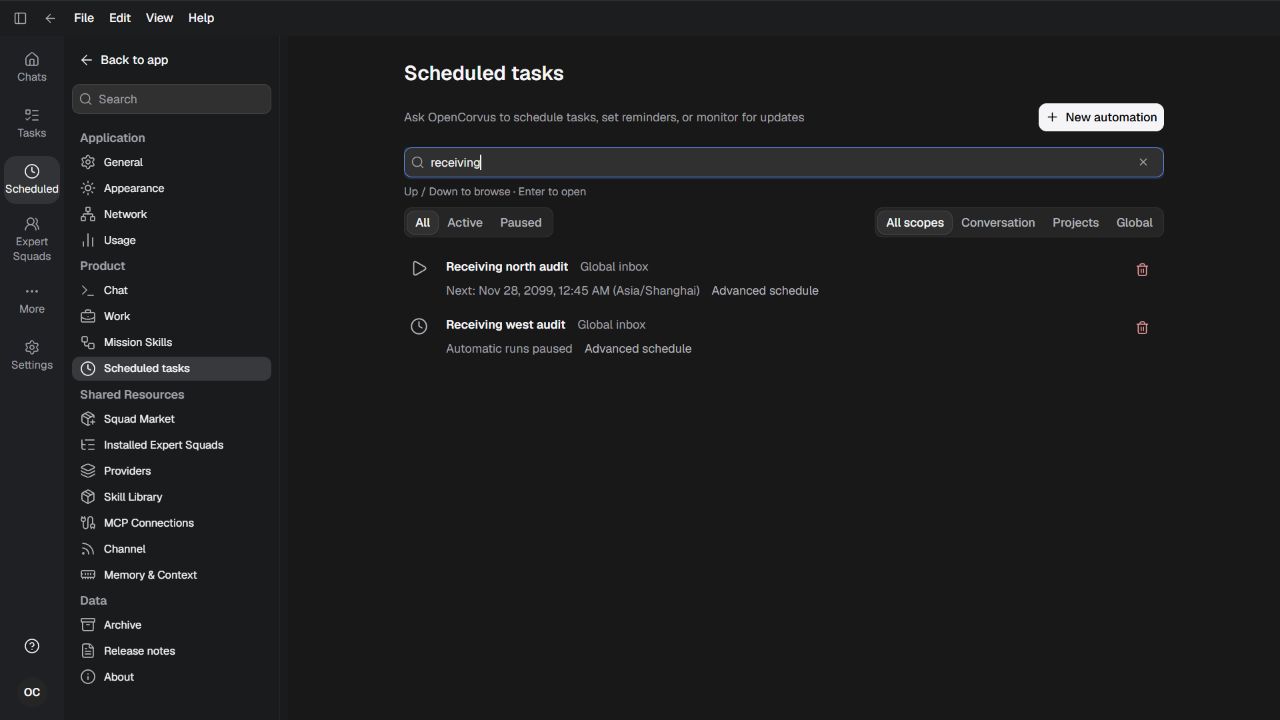 File Edit View Help
Chats
Tasks
Scheduled
Expert
Squads
More
Settings
OC
Back to app
Search
Application
General
Appearance
Network
Usage
Product
Chat
Work
Mission Skills
Scheduled tasks
Shared Resources
Squad Market
Installed Expert Squads
Providers
Skill Library
MCP Connections
Channel
Memory & Context
Data
Archive
Release notes
About
Scheduled tasks
Ask OpenCorvus to schedule tasks, set reminders, or monitor for updates
New automation
receiving
Up / Down to browse · Enter to open
All Active Paused
All scopes Conversation Projects Global
Receiving north audit Global inbox
Next: Nov 28, 2099, 12:45 AM (Asia/Shanghai) Advanced schedule
Receiving west audit Global inbox
Automatic runs paused Advanced schedule